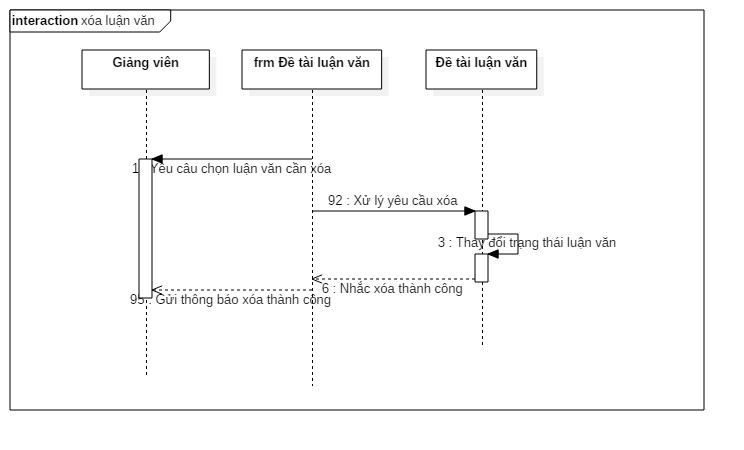 interaction xóa luận văn
Giảng viên
frm Đề tài luận văn
Đề tài luận văn
1 : Yêu câu chọn luận văn cần xóa
92 : Xử lý yêu cầu xóa
3 : Thay đổi trạng thái luận văn
6 : Nhắc xóa thành công
95 : Gửi thông báo xóa thành công